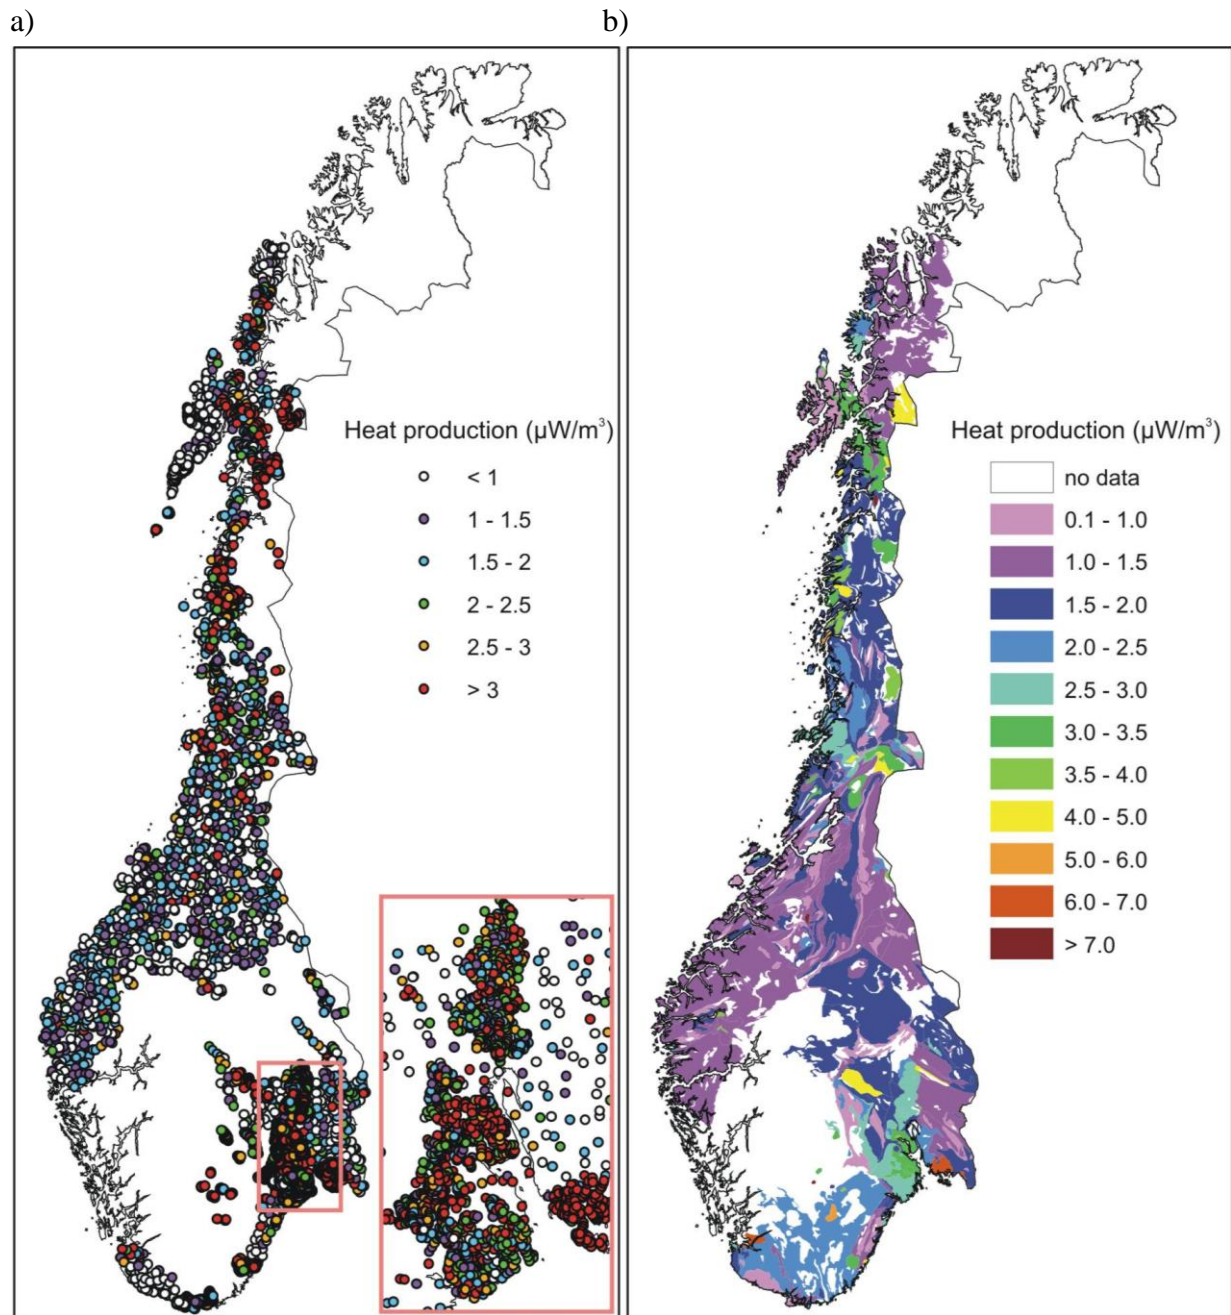 a)
b)
Heat production (µW/m³)
< 1
1 - 1.5
1.5 - 2
2 - 2.5
2.5 - 3
> 3
Heat production (µW/m³)
no data
0.1 - 1.0
1.0 - 1.5
1.5 - 2.0
2.0 - 2.5
2.5 - 3.0
3.0 - 3.5
3.5 - 4.0
4.0 - 5.0
5.0 - 6.0
6.0 - 7.0
> 7.0